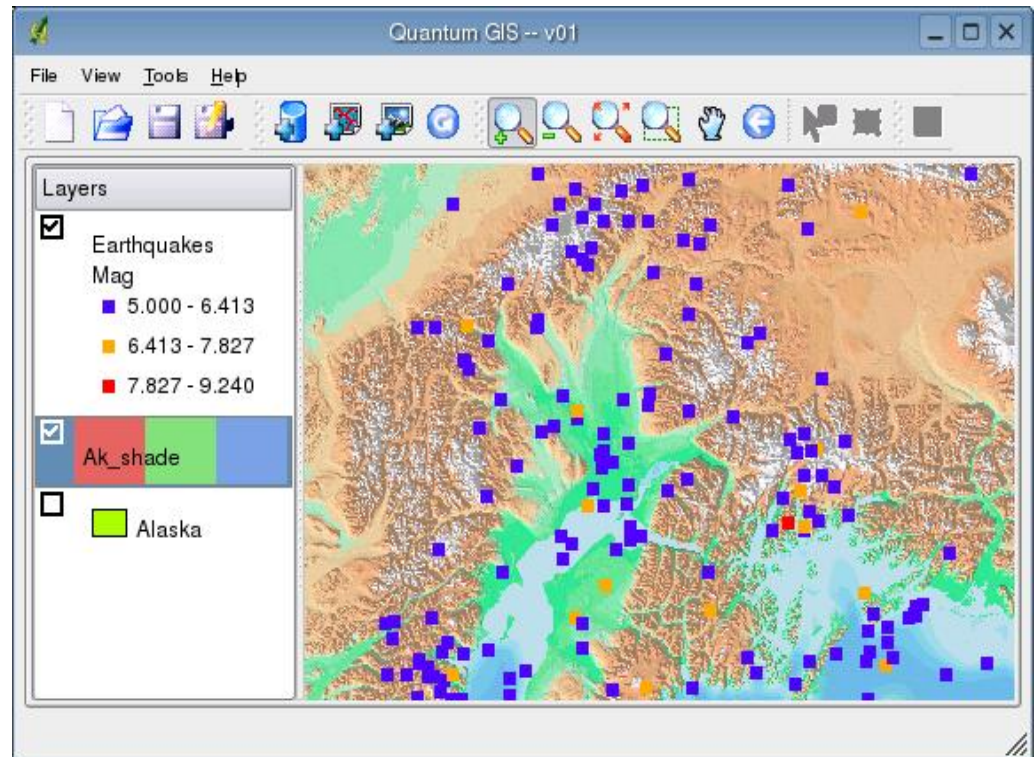 Quantum GIS -- v01
File View Tools Help
G
Layers
Earthquakes
Mag
5.000 - 6.413
6.413 - 7.827
7.827 - 9.240
Ak_shade
Alaska